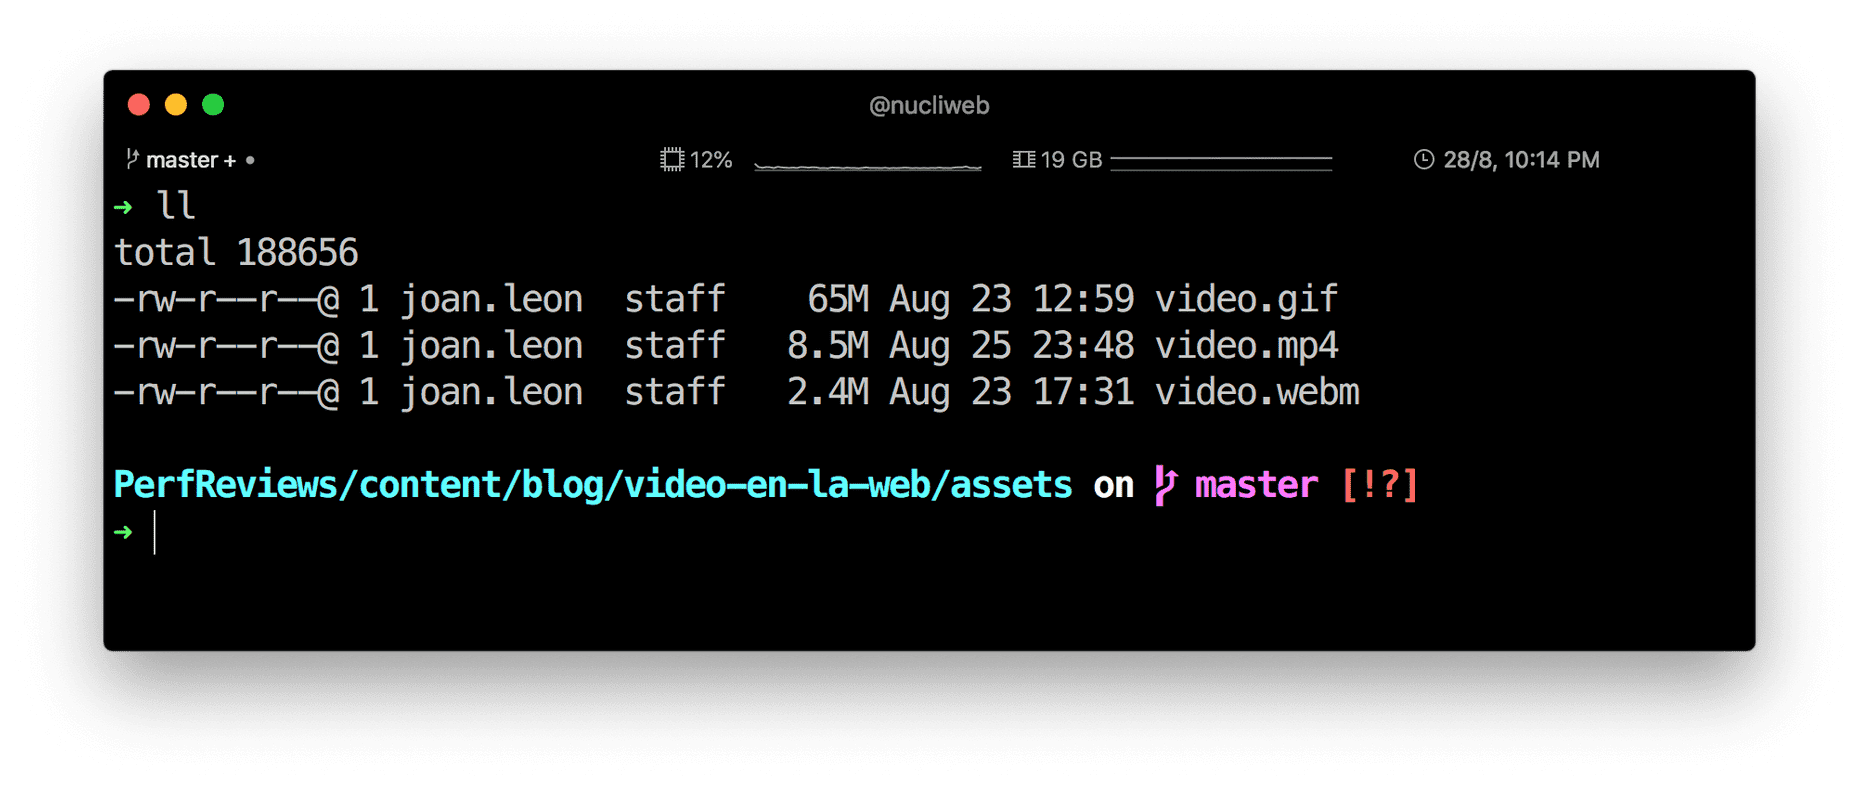 @nucliweb
master + 12% 19 GB 28/8, 10:14 PM
➜ ll
total 188656
-rw-r--r--@ 1 joan.leon  staff    65M Aug 23 12:59 video.gif
-rw-r--r--@ 1 joan.leon  staff   8.5M Aug 25 23:48 video.mp4
-rw-r--r--@ 1 joan.leon  staff   2.4M Aug 23 17:31 video.webm
PerfReviews/content/blog/video-en-la-web/assets on master [!?]
➜